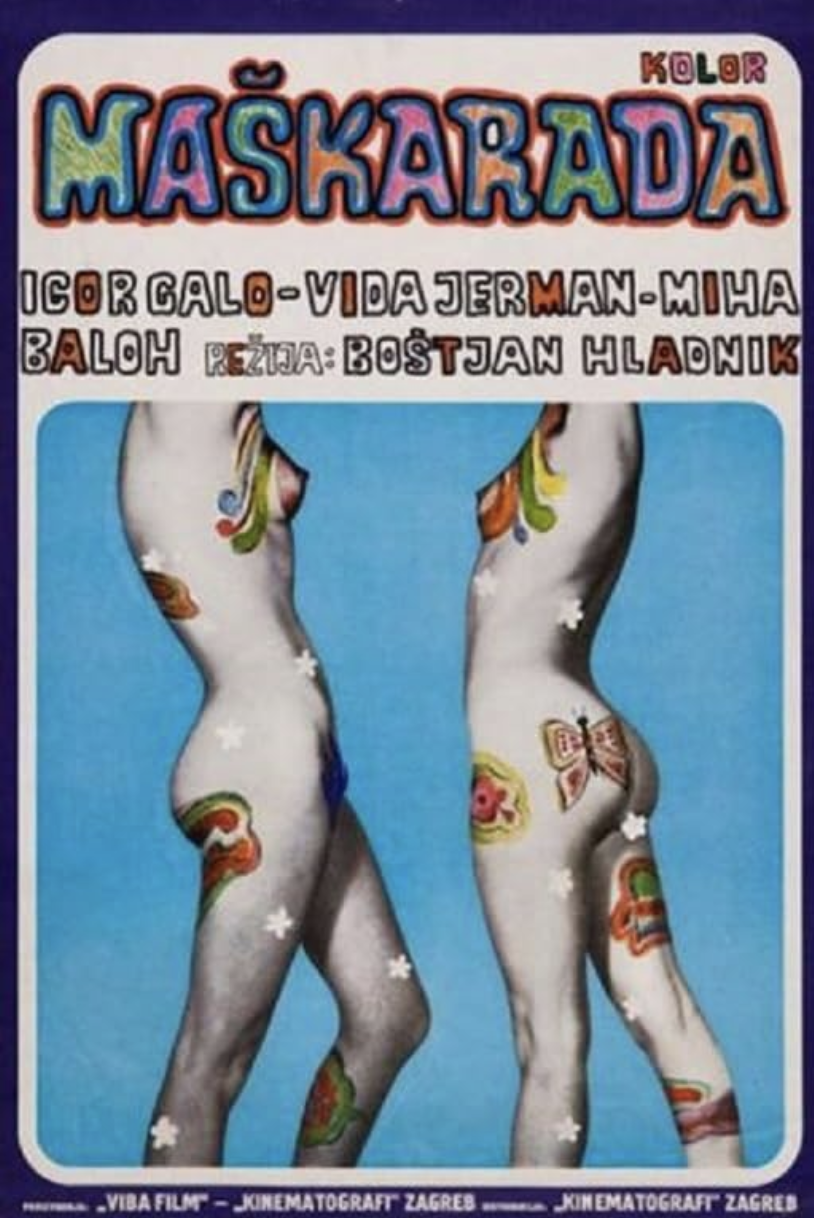 KOLOR
MAŠKARADA
IGOR GALO-VIDA JERMAN-MIHA
BALOH REŽIJA: BOŠTJAN HLADNIK
„VIBA FILM" – „KINEMATOGRAFI" ZAGREB „KINEMATOGRAFI" ZAGREB